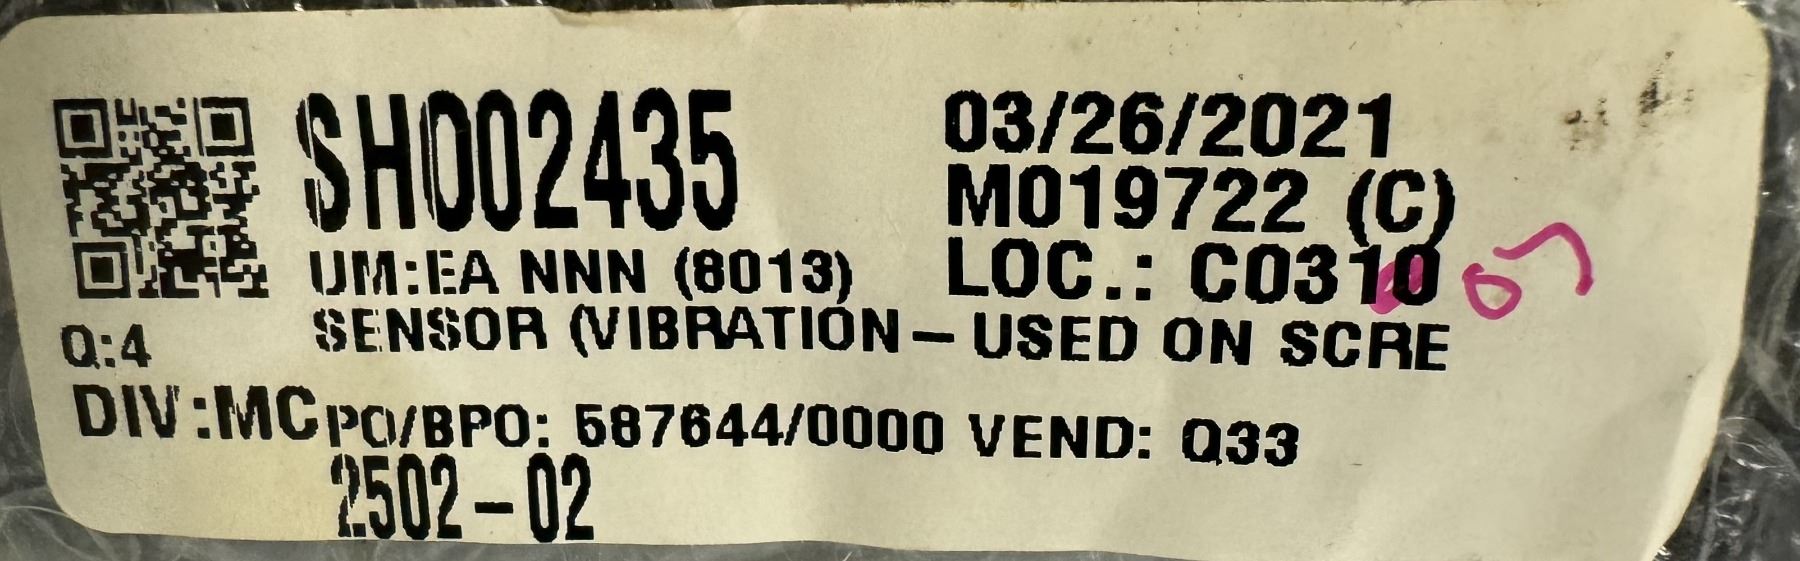 SH002435
03/26/2021
M019722 (C)
UM:EA NNN (8013)
LOC.: C0310
SENSOR (VIBRATION – USED ON SCRE
Q:4
DIV:MC
PO/BPO: 587644/0000 VEND: Q33
2502-02